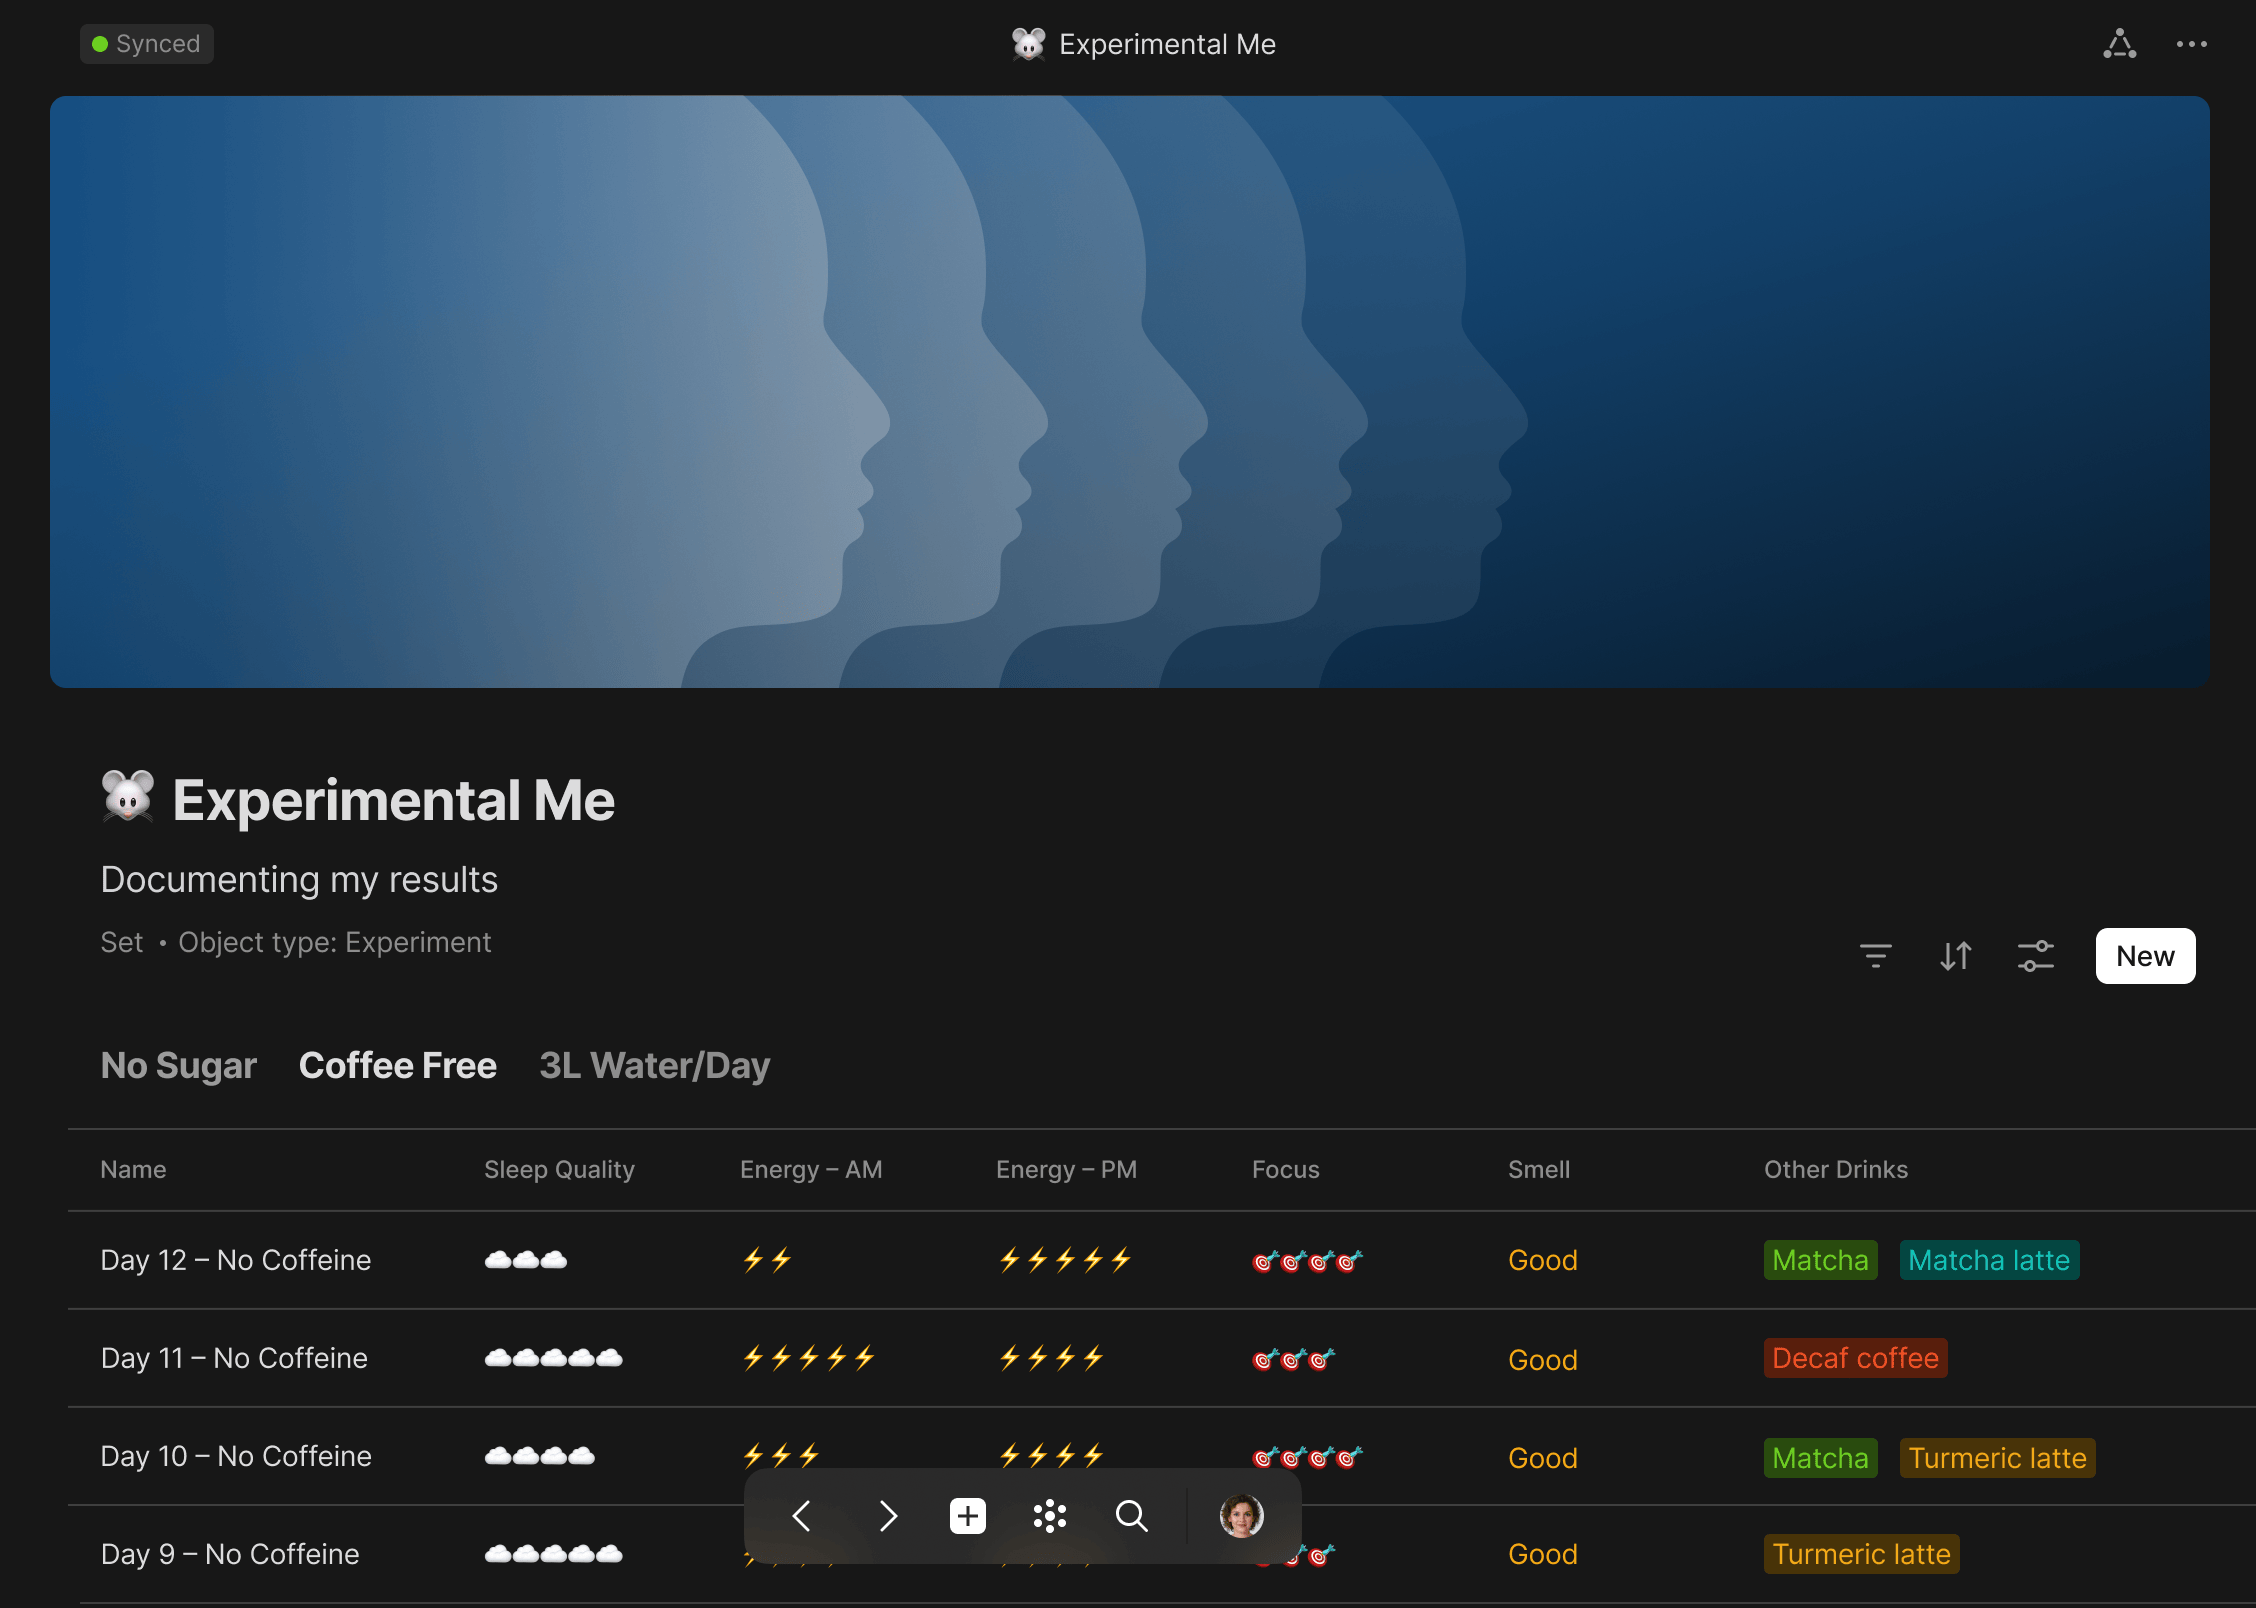 Synced
Experimental Me
Experimental Me
Documenting my results
Set • Object type: Experiment
New
No Sugar Coffee Free 3L Water/Day
Name Sleep Quality Energy – AM Energy – PM Focus Smell Other Drinks
Day 12 – No Coffeine Good Matcha Matcha latte
Day 11 – No Coffeine Good Decaf coffee
Day 10 – No Coffeine Good Matcha Turmeric latte
Day 9 – No Coffeine Good Turmeric latte